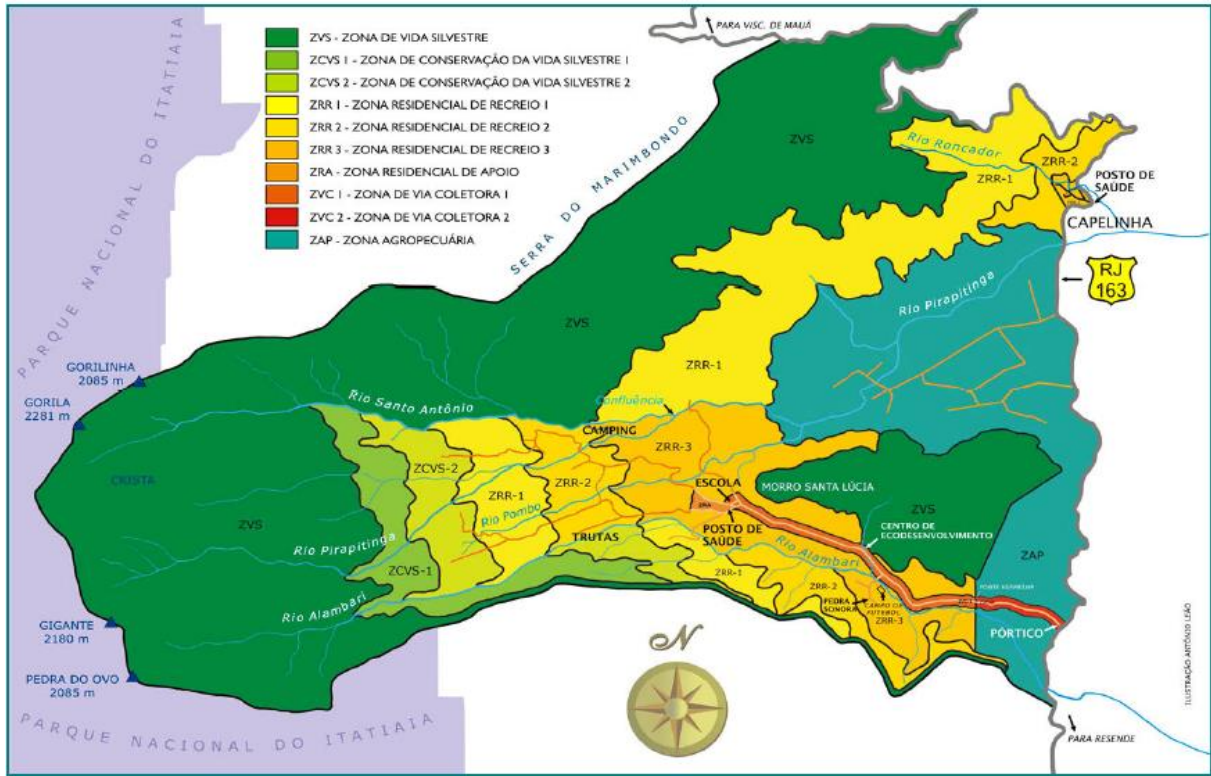 PARA VISC. DE MAUÁ
ZVS - ZONA DE VIDA SILVESTRE
ZCVS 1 - ZONA DE CONSERVAÇÃO DA VIDA SILVESTRE 1
ZCVS 2 - ZONA DE CONSERVAÇÃO DA VIDA SILVESTRE 2
ZRR 1 - ZONA RESIDENCIAL DE RECREIO 1
ZRR 2 - ZONA RESIDENCIAL DE RECREIO 2
ZRR 3 - ZONA RESIDENCIAL DE RECREIO 3
ZRA - ZONA RESIDENCIAL DE APOIO
ZVC 1 - ZONA DE VIA COLETORA 1
ZVC 2 - ZONA DE VIA COLETORA 2
ZAP - ZONA AGROPECUÁRIA
PARQUE NACIONAL DO ITATIAIA
SERRA DO MARIMBONDO
ZVS
Rio Roncador
ZRR-2
ZRR-1
POSTO DE
SAÚDE
CAPELINHA
RJ
163
Rio Pirapitinga
ZVS
ZRR-1
GORILINHA
2085 m
GORILA
2281 m
Rio Santo Antônio
Confluência
CAMPING
ZCVS-2
ZRR-3
CRISTA
ZRR-2
ESCOLA
MORRO SANTA LÚCIA
ZRR-1
ZRA
ZVS
ZVS
Rio Pombo
POSTO DE
SAÚDE
CENTRO DE
ECODESENVOLVIMENTO
TRUTAS
Rio Pirapitinga
Rio Alambari
ZAP
ZCVS-1
ZRR-1
ZRR-2
PEDRA
SONORA
CAMPO DE
FUTEBOL
ZRR-3
Rio Alambari
GIGANTE
2180 m
PÓRTICO
PEDRA DO OVO
2085 m
N
PARQUE NACIONAL DO ITATIAIA
PARA RESENDE
ILUSTRAÇÃO ANTÔNIO LEÃO